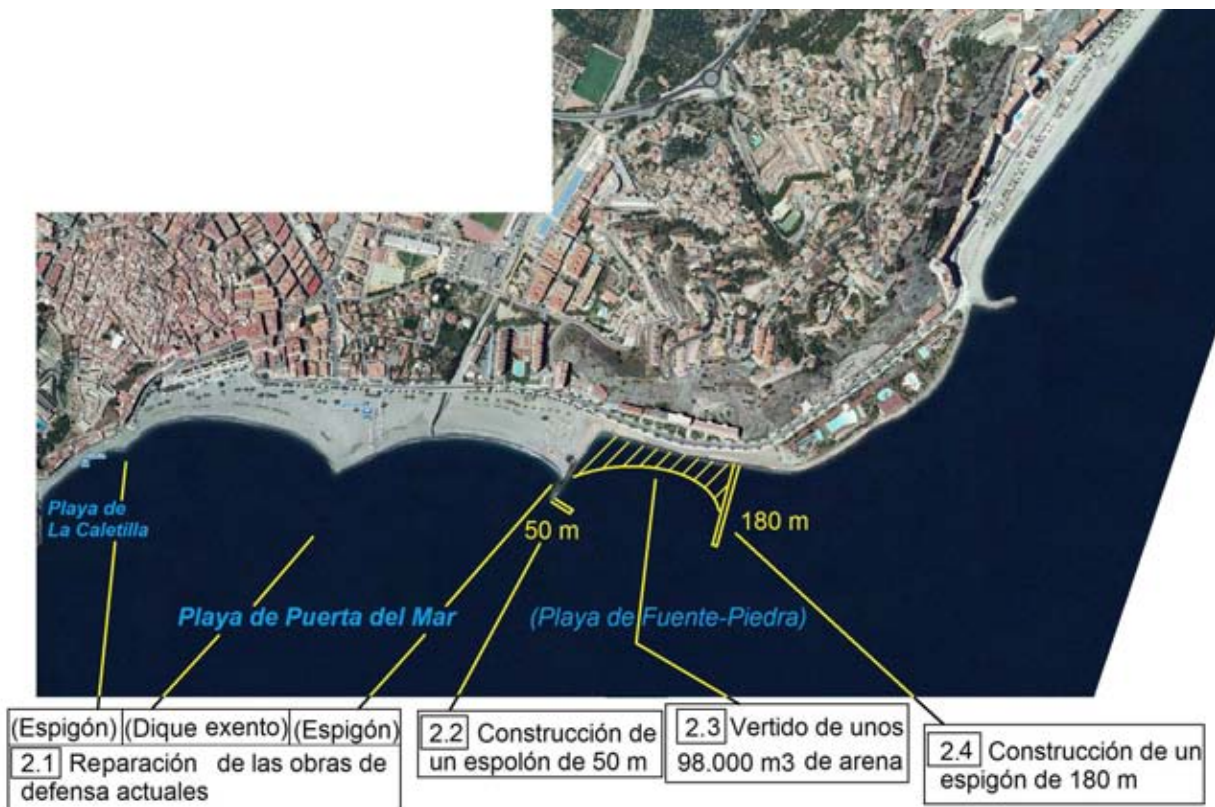 Playa de
La Caletilla
50 m
180 m
Playa de Puerta del Mar
(Playa de Fuente-Piedra)
(Espigón) (Dique exento) (Espigón)
2.1 Reparación de las obras de
defensa actuales
2.2 Construcción de
un espolón de 50 m
2.3 Vertido de unos
98.000 m3 de arena
2.4 Construcción de un
espigón de 180 m